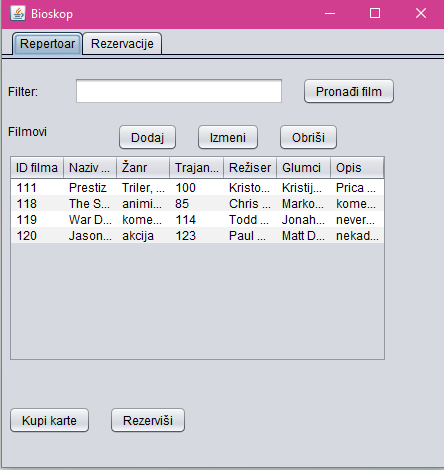 Bioskop
Repertoar Rezervacije
Filter: Pronađi film
Filmovi Dodaj Izmeni Obriši
ID filma Naziv ... Žanr Trajan... Režiser Glumci Opis
111 Prestiz Triler, ... 100 Kristo... Kristij... Prica ...
118 The S... animi... 85 Chris ... Marko... kome...
119 War D... kome... 114 Todd ... Jonah... never...
120 Jason... akcija 123 Paul ... Matt D... nekad...
Kupi karte Rezerviši